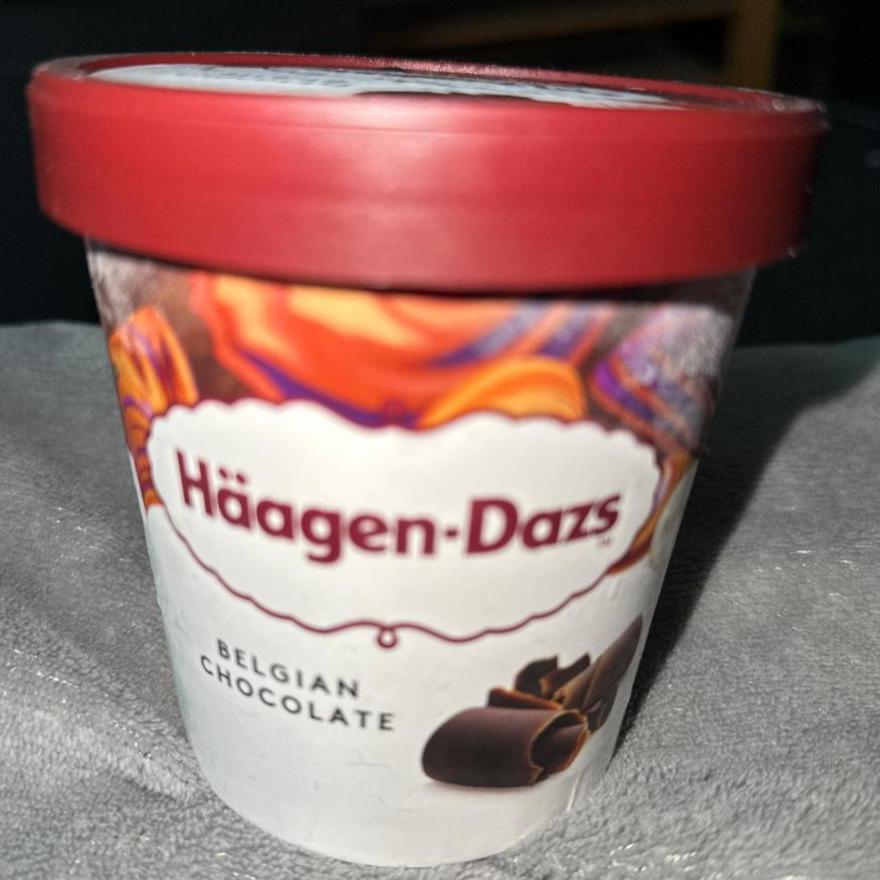 Häagen-Dazs
BELGIAN
CHOCOLATE